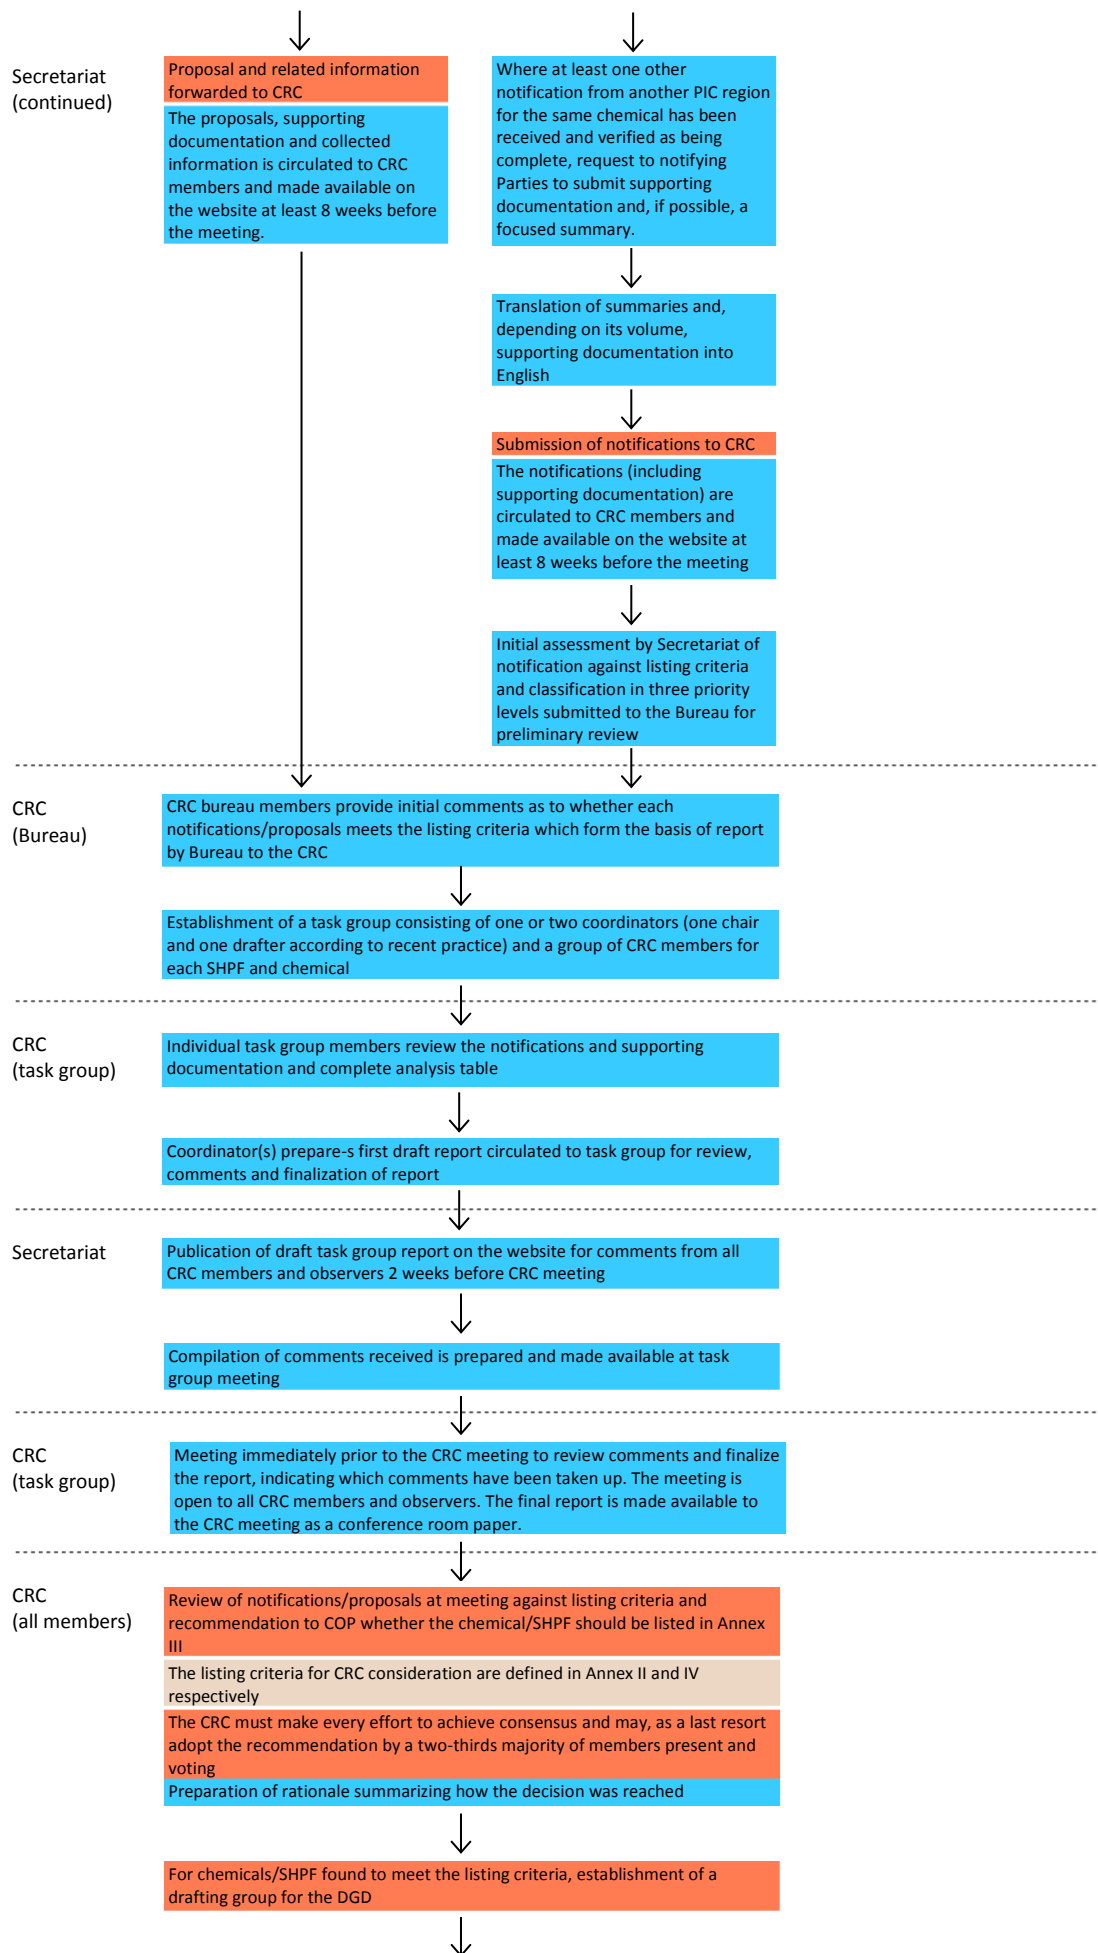 Secretariat
(continued)
Proposal and related information
forwarded to CRC
The proposals, supporting
documentation and collected
information is circulated to CRC
members and made available on
the website at least 8 weeks before
the meeting.
Where at least one other
notification from another PIC region
for the same chemical has been
received and verified as being
complete, request to notifying
Parties to submit supporting
documentation and, if possible, a
focused summary.
Translation of summaries and,
depending on its volume,
supporting documentation into
English
Submission of notifications to CRC
The notifications (including
supporting documentation) are
circulated to CRC members and
made available on the website at
least 8 weeks before the meeting
Initial assessment by Secretariat of
notification against listing criteria
and classification in three priority
levels submitted to the Bureau for
preliminary review
CRC
(Bureau)
CRC bureau members provide initial comments as to whether each
notifications/proposals meets the listing criteria which form the basis of report
by Bureau to the CRC
Establishment of a task group consisting of one or two coordinators (one chair
and one drafter according to recent practice) and a group of CRC members for
each SHPF and chemical
CRC
(task group)
Individual task group members review the notifications and supporting
documentation and complete analysis table
Coordinator(s) prepare-s first draft report circulated to task group for review,
comments and finalization of report
Secretariat
Publication of draft task group report on the website for comments from all
CRC members and observers 2 weeks before CRC meeting
Compilation of comments received is prepared and made available at task
group meeting
CRC
(task group)
Meeting immediately prior to the CRC meeting to review comments and finalize
the report, indicating which comments have been taken up. The meeting is
open to all CRC members and observers. The final report is made available to
the CRC meeting as a conference room paper.
CRC
(all members)
Review of notifications/proposals at meeting against listing criteria and
recommendation to COP whether the chemical/SHPF should be listed in Annex
III
The listing criteria for CRC consideration are defined in Annex II and IV
respectively
The CRC must make every effort to achieve consensus and may, as a last resort
adopt the recommendation by a two-thirds majority of members present and
voting
Preparation of rationale summarizing how the decision was reached
For chemicals/SHPF found to meet the listing criteria, establishment of a
drafting group for the DGD